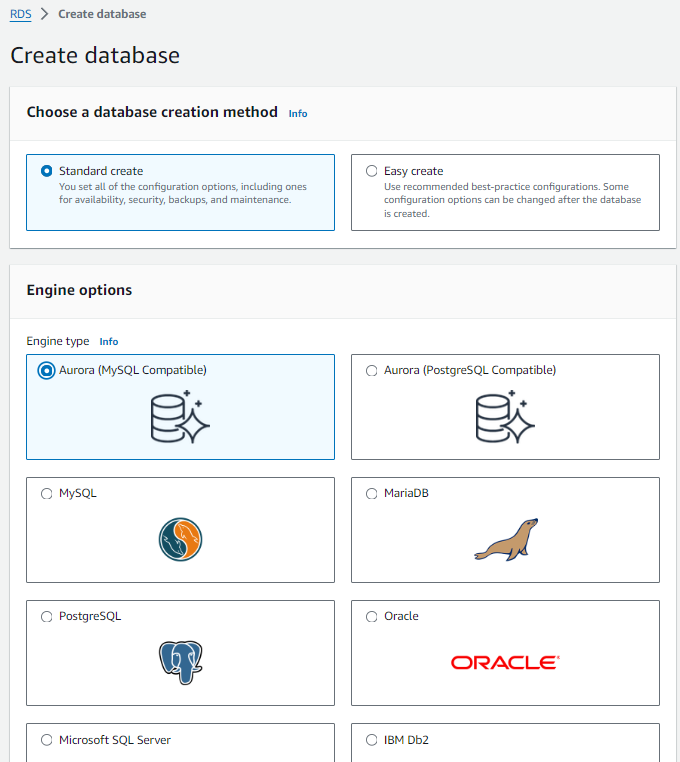 RDS > Create database
Create database
Choose a database creation method Info
Standard create
You set all of the configuration options, including ones
for availability, security, backups, and maintenance.
Easy create
Use recommended best-practice configurations. Some
configuration options can be changed after the database
is created.
Engine options
Engine type Info
Aurora (MySQL Compatible)
Aurora (PostgreSQL Compatible)
MySQL
MariaDB
PostgreSQL
Oracle
ORACLE
Microsoft SQL Server
IBM Db2